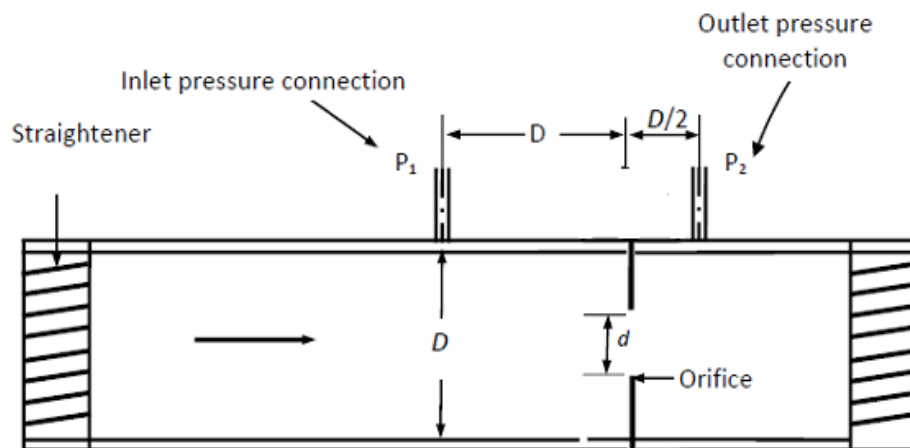 Outlet pressure
connection
Inlet pressure connection
Straightener
D
D/2
P₁
P₂
D
d
Orifice